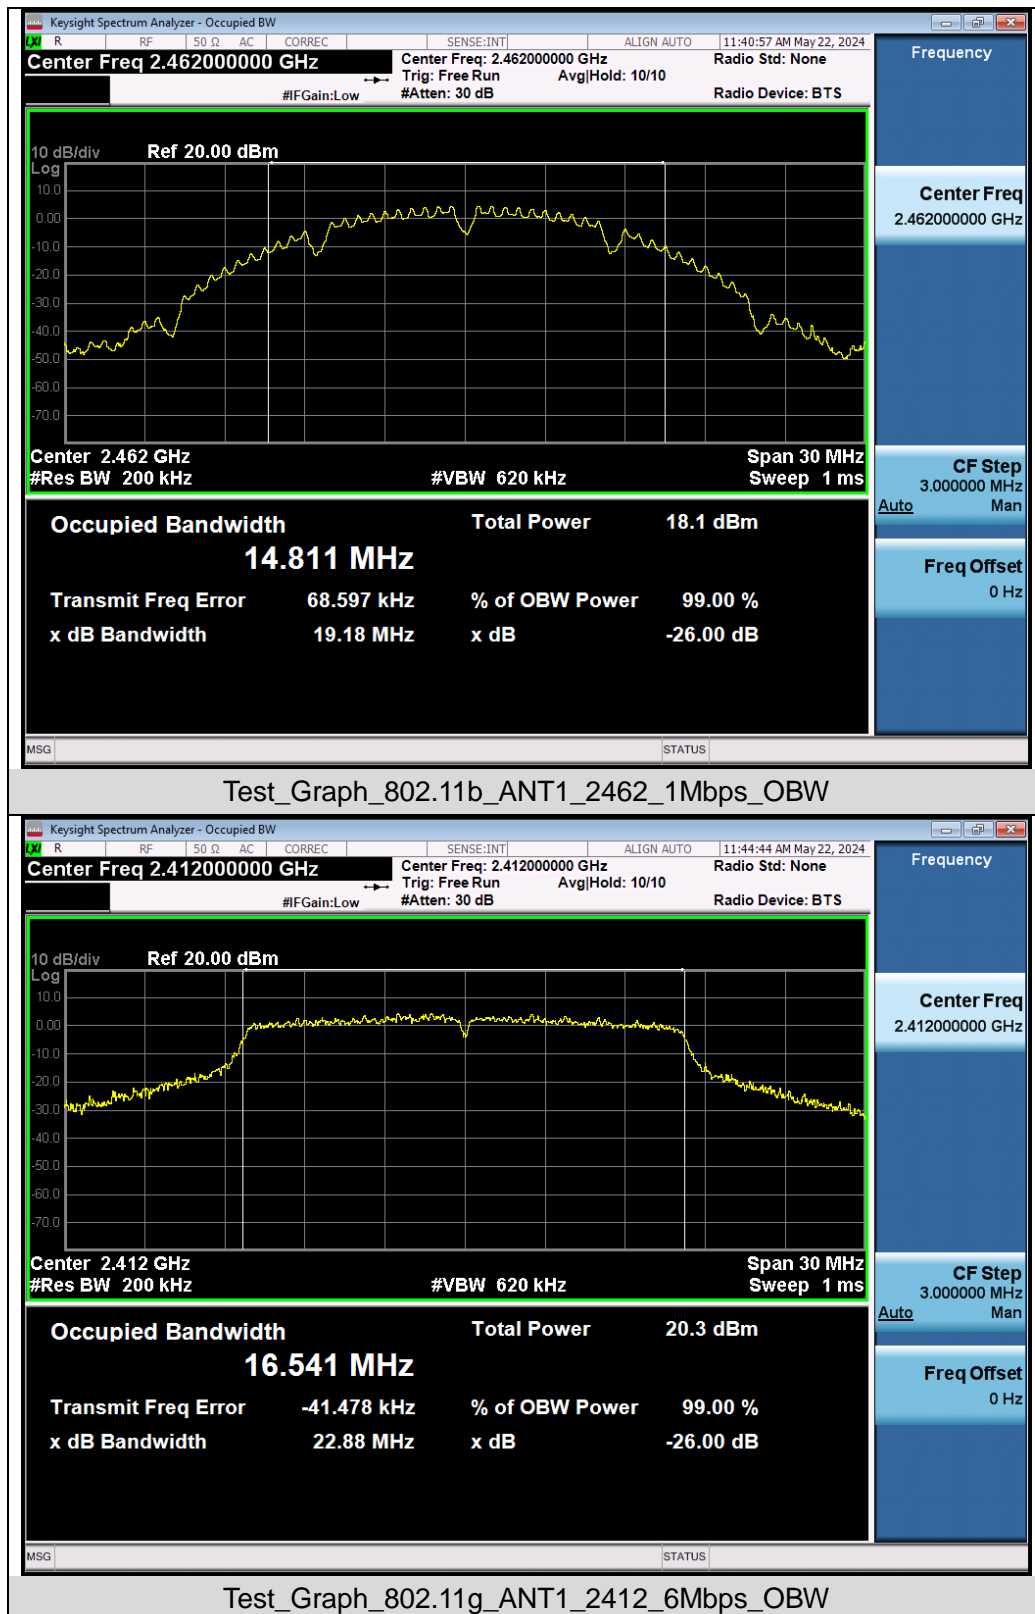 Keysight Spectrum Analyzer - Occupied BW
LXI R RF 50 Ω AC CORREC SENSE:INT ALIGN AUTO 11:40:57 AM May 22, 2024
Center Freq 2.462000000 GHz Center Freq: 2.462000000 GHz Radio Std: None
Trig: Free Run Avg|Hold: 10/10
#IFGain:Low #Atten: 30 dB Radio Device: BTS
Frequency
10 dB/div Ref 20.00 dBm
Log
10.0
0.00
-10.0
-20.0
-30.0
-40.0
-50.0
-60.0
-70.0
Center Freq
2.462000000 GHz
Center 2.462 GHz Span 30 MHz
#Res BW 200 kHz #VBW 620 kHz Sweep 1 ms
CF Step
3.000000 MHz
Auto Man
Occupied Bandwidth Total Power 18.1 dBm
14.811 MHz
Transmit Freq Error 68.597 kHz % of OBW Power 99.00 %
x dB Bandwidth 19.18 MHz x dB -26.00 dB
Freq Offset
0 Hz
MSG STATUS
Test_Graph_802.11b_ANT1_2462_1Mbps_OBW
Keysight Spectrum Analyzer - Occupied BW
LXI R RF 50 Ω AC CORREC SENSE:INT ALIGN AUTO 11:44:44 AM May 22, 2024
Center Freq 2.412000000 GHz Center Freq: 2.412000000 GHz Radio Std: None
Trig: Free Run Avg|Hold: 10/10
#IFGain:Low #Atten: 30 dB Radio Device: BTS
Frequency
10 dB/div Ref 20.00 dBm
Log
10.0
0.00
-10.0
-20.0
-30.0
-40.0
-50.0
-60.0
-70.0
Center Freq
2.412000000 GHz
Center 2.412 GHz Span 30 MHz
#Res BW 200 kHz #VBW 620 kHz Sweep 1 ms
CF Step
3.000000 MHz
Auto Man
Occupied Bandwidth Total Power 20.3 dBm
16.541 MHz
Transmit Freq Error -41.478 kHz % of OBW Power 99.00 %
x dB Bandwidth 22.88 MHz x dB -26.00 dB
Freq Offset
0 Hz
MSG STATUS
Test_Graph_802.11g_ANT1_2412_6Mbps_OBW